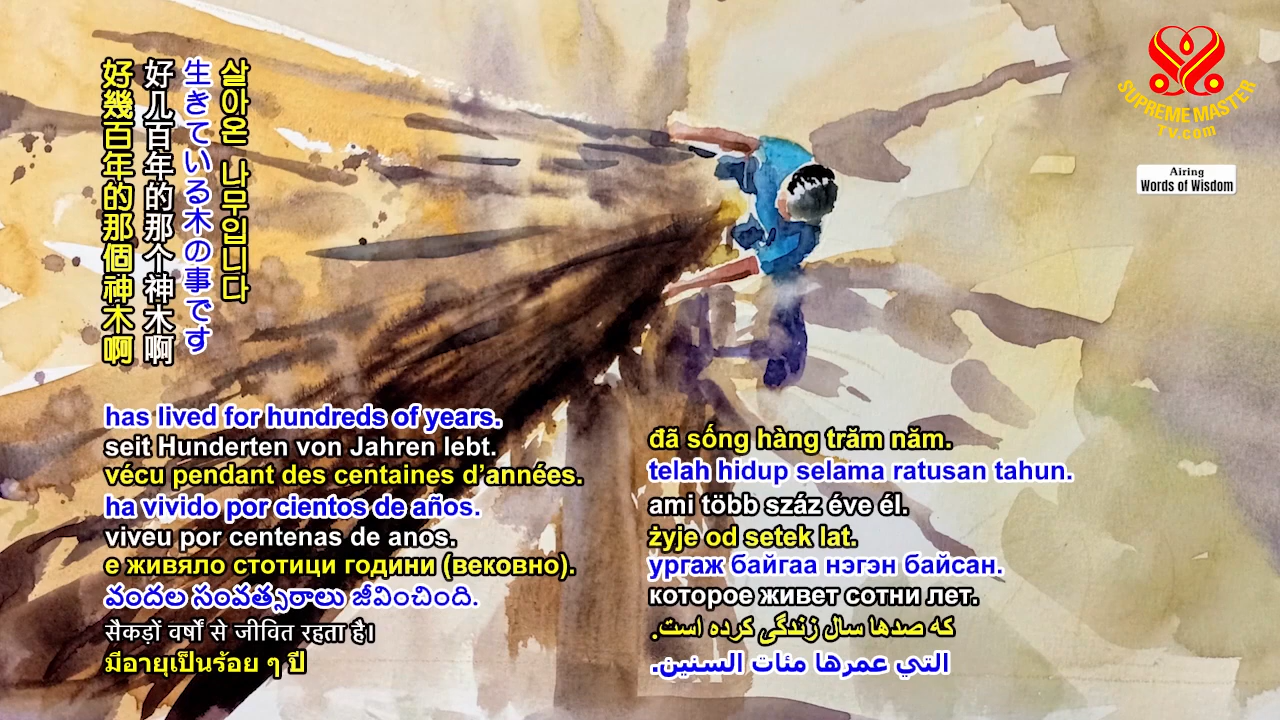 好幾百年的那個神木啊
好几百年的那个神木啊
生きている木の事です
살아온 나무입니다
SUPREME MASTER
TV.com
Airing
Words of Wisdom
has lived for hundreds of years.
seit Hunderten von Jahren lebt.
vécu pendant des centaines d’années.
ha vivido por cientos de años.
viveu por centenas de anos.
е живяло стотици години (вековно).
వందల సంవత్సరాలు జీవించింది.
सैकड़ों वर्षों से जीवित रहता है।
มีอายุเป็นร้อย ๆ ปี
đã sống hàng trăm năm.
telah hidup selama ratusan tahun.
ami több száz éve él.
żyje od setek lat.
ургаж байгаа нэгэн байсан.
которое живет сотни лет.
که صدها سال زندگی کرده است.
التي عمرها مئات السنين.